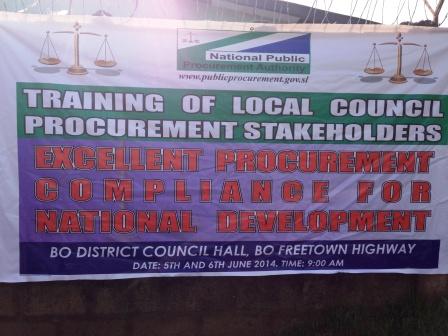 National Public
Procurement Authority
www.publicprocurement.gov.sl
TRAINING OF LOCAL COUNCIL
PROCUREMENT STAKEHOLDERS
EXCELLENT PROCUREMENT
COMPLIANCE FOR
NATIONAL DEVELOPMENT
BO DISTRICT COUNCIL HALL, BO FREETOWN HIGHWAY
DATE: 5TH AND 6TH JUNE 2014. TIME: 9:00 AM